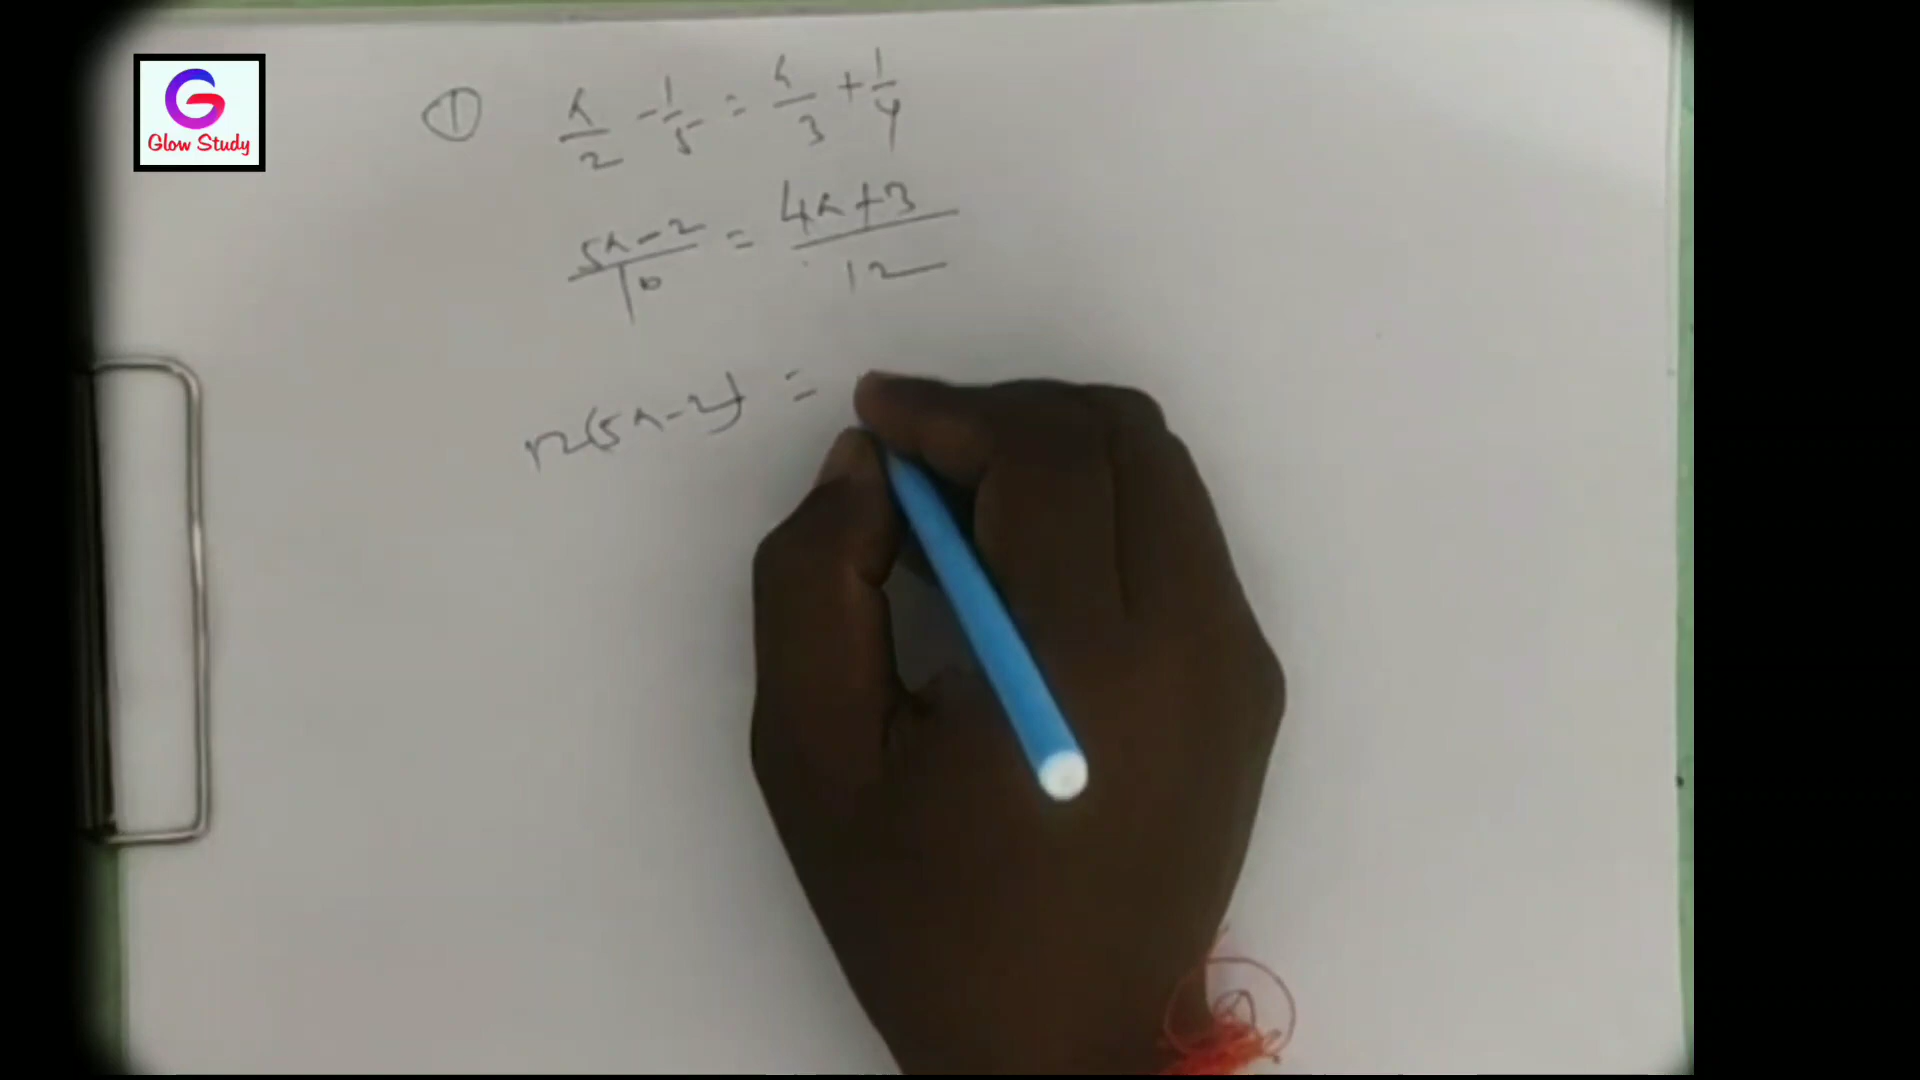 G
Glow Study
① x/2 - 1/5 = x/3 + 1/4
5x-2/10 = 4x+3/12
12(5x-2) =